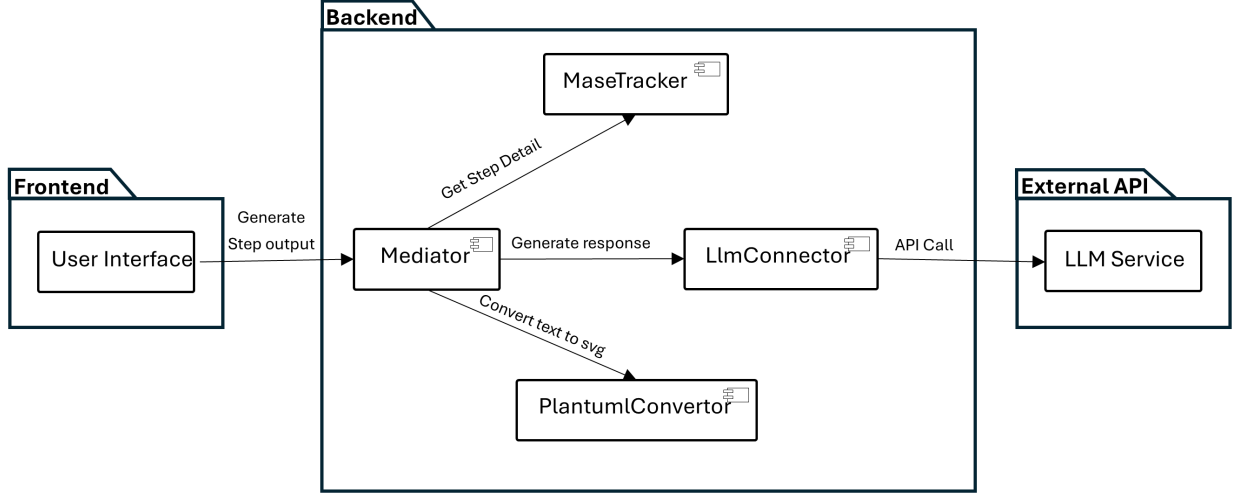 Backend
MaseTracker
Get Step Detail
Frontend
External API
Generate
Step output
User Interface
Mediator
Generate response
LlmConnector
API Call
LLM Service
Convert text to svg
PlantumlConvertor